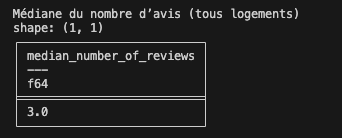 Médiane du nombre d’avis (tous logements)
shape: (1, 1)
median_number_of_reviews
---
f64
3.0